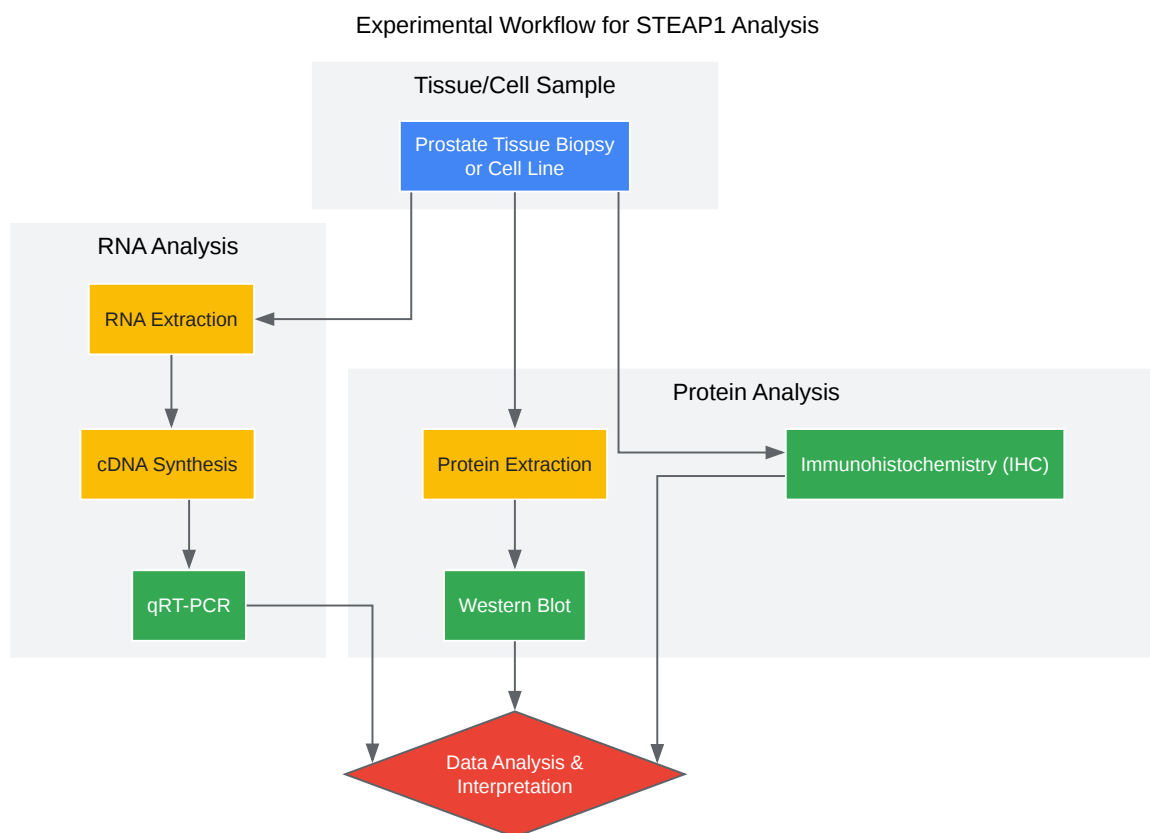 Experimental Workflow for STEAP1 Analysis
Tissue/Cell Sample
Prostate Tissue Biopsy
or Cell Line
RNA Analysis
RNA Extraction
cDNA Synthesis
qRT-PCR
Protein Analysis
Protein Extraction
Immunohistochemistry (IHC)
Western Blot
Data Analysis &
Interpretation